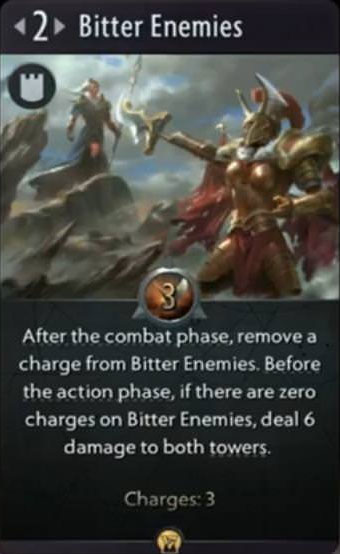 2 Bitter Enemies
3
After the combat phase, remove a
charge from Bitter Enemies. Before
the action phase, if there are zero
charges on Bitter Enemies, deal 6
damage to both towers.
Charges: 3